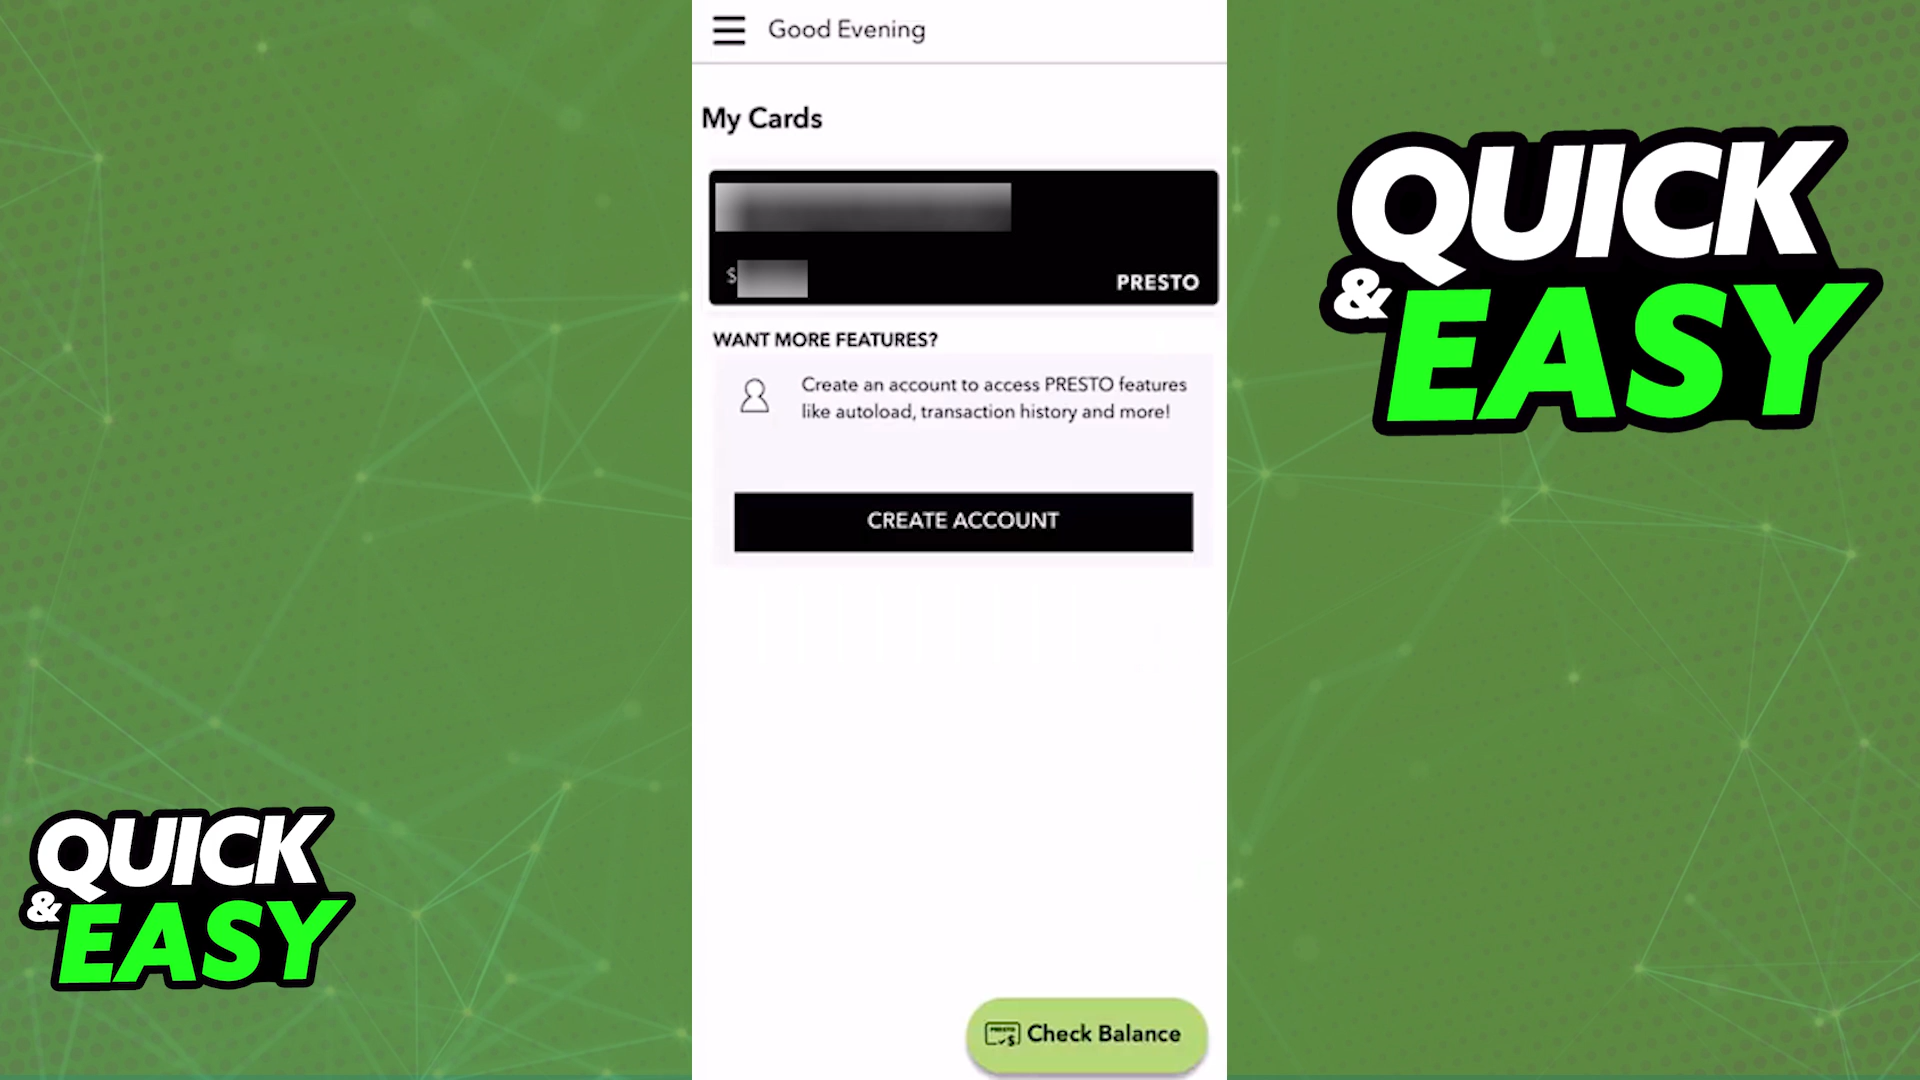 Good Evening
My Cards
$
PRESTO
WANT MORE FEATURES?
Create an account to access PRESTO features
like autoload, transaction history and more!
CREATE ACCOUNT
PRESTO
$
Check Balance
QUICK
& EASY
QUICK
& EASY